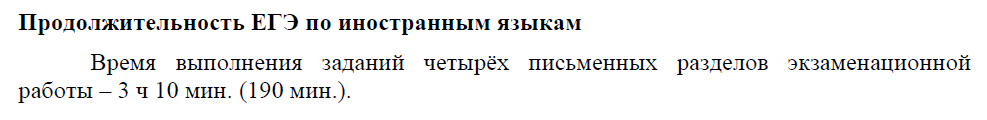 Продолжительность ЕГЭ по иностранным языкам
Время выполнения заданий четырёх письменных разделов экзаменационной
работы – 3 ч 10 мин. (190 мин.).